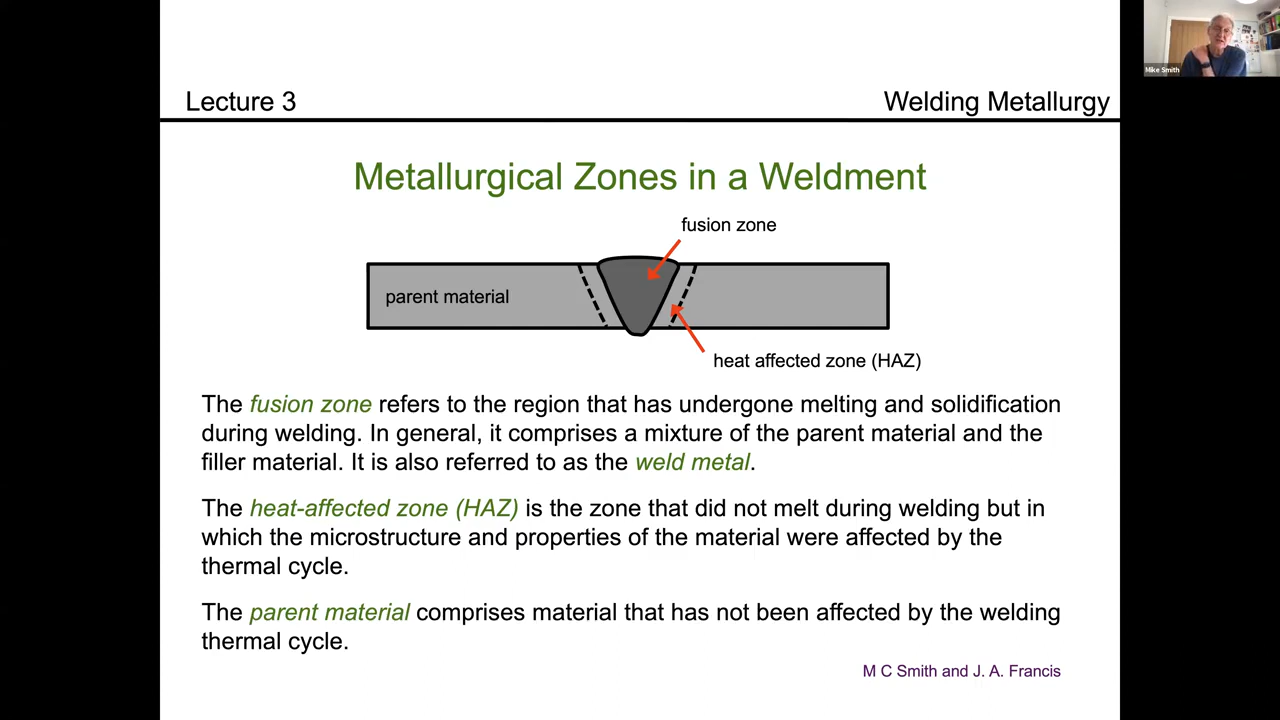 Mike Smith
Lecture 3
Welding Metallurgy
Metallurgical Zones in a Weldment
fusion zone
parent material
heat affected zone (HAZ)
The fusion zone refers to the region that has undergone melting and solidification
during welding. In general, it comprises a mixture of the parent material and the
filler material. It is also referred to as the weld metal.
The heat-affected zone (HAZ) is the zone that did not melt during welding but in
which the microstructure and properties of the material were affected by the
thermal cycle.
The parent material comprises material that has not been affected by the welding
thermal cycle.
M C Smith and J. A. Francis